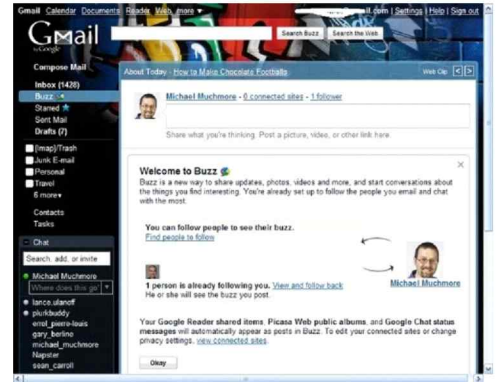 Gmail Calendar Documents Reader Web more ▼
ll.com | Settings | Help | Sign out
GMail
by Google
Search Buzz
Search the Web
Compose Mail
Inbox (1428)
Buzz
Starred
Sent Mail
Drafts (7)
[Imap]/Trash
Junk E-mail
Personal
Travel
6 more▼
Contacts
Tasks
Chat
Search, add, or invite
Michael Muchmore
Where does this go?
lance.ulanoff
plurkbuddy
errol_pierre-louis
gary_berline
michael_muchmore
Napster
sean_carroll
About Today - How to Make Chocolate Footballs
Web Clip < >
Michael Muchmore - 6 connected sites - 1 follower
Share what you're thinking. Post a picture, video, or other link here.
Welcome to Buzz
Buzz is a new way to share updates, photos, videos and more, and start conversations about
the things you find interesting. You're already set up to follow the people you email and chat
with the most.
You can follow people to see their buzz.
Find people to follow
Michael Muchmore
1 person is already following you. View and follow back
He or she will see the buzz you post.
Your Google Reader shared items, Picasa Web public albums, and Google Chat status
messages will automatically appear as posts in Buzz. To edit your connected sites or change
privacy settings, view connected sites.
Okay